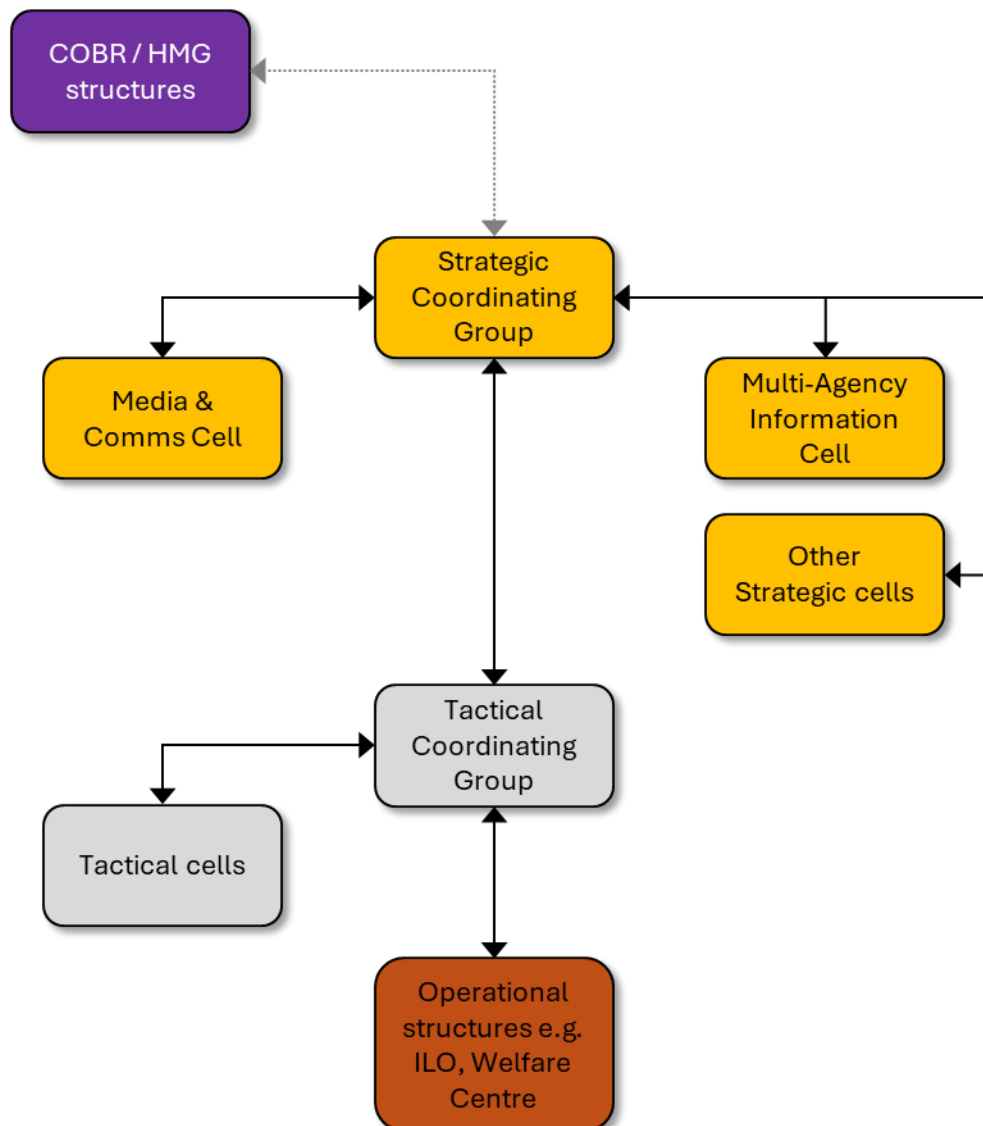 COBR / HMG
structures
Strategic
Coordinating
Group
Media &
Comms Cell
Multi-Agency
Information
Cell
Other
Strategic cells
Tactical
Coordinating
Group
Tactical cells
Operational
structures e.g.
ILO, Welfare
Centre